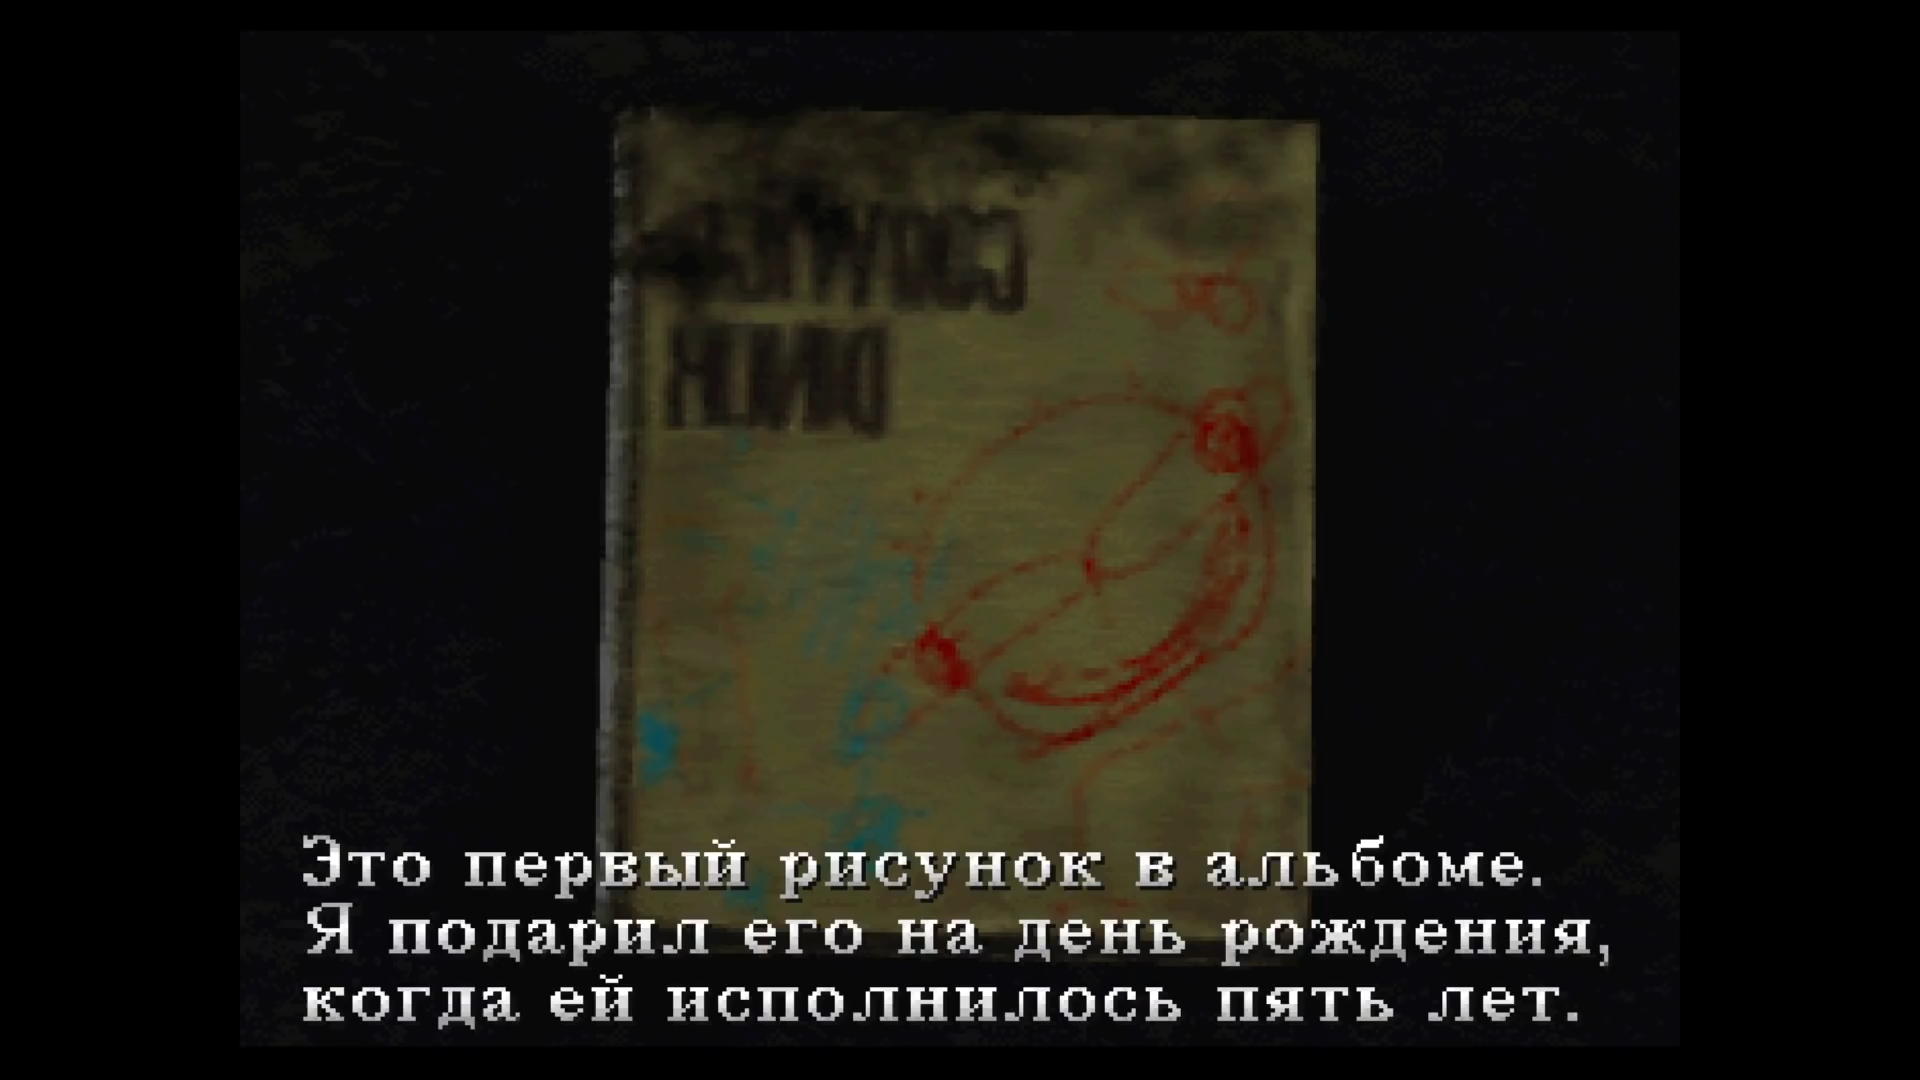 Это первый рисунок в альбоме.
Я подарил его на день рождения,
когда ей исполнилось пять лет.